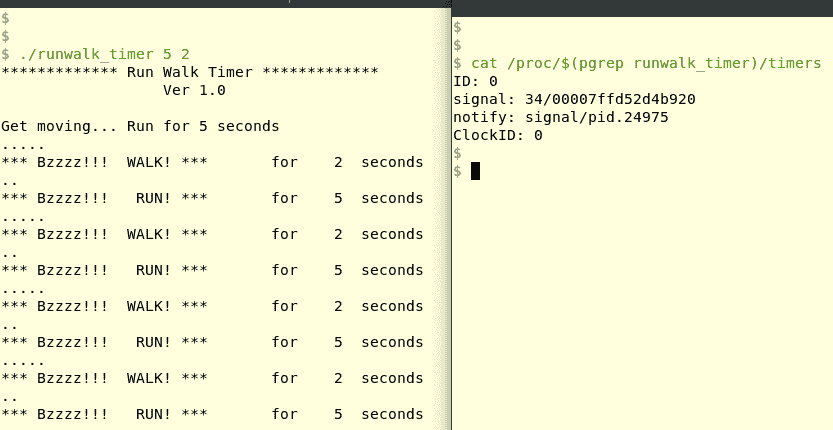 $
$
$ ./runwalk_timer 5 2
************* Run Walk Timer *************
                  Ver 1.0
Get moving... Run for 5 seconds
.....
*** Bzzzz!!!  WALK! ***       for    2  seconds
..
*** Bzzzz!!!   RUN! ***       for    5  seconds
.....
*** Bzzzz!!!  WALK! ***       for    2  seconds
..
*** Bzzzz!!!   RUN! ***       for    5  seconds
.....
*** Bzzzz!!!  WALK! ***       for    2  seconds
..
*** Bzzzz!!!   RUN! ***       for    5  seconds
.....
*** Bzzzz!!!  WALK! ***       for    2  seconds
..
*** Bzzzz!!!   RUN! ***       for    5  seconds
$
$
$ cat /proc/$(pgrep runwalk_timer)/timers
ID: 0
signal: 34/00007ffd52d4b920
notify: signal/pid.24975
ClockID: 0
$
$